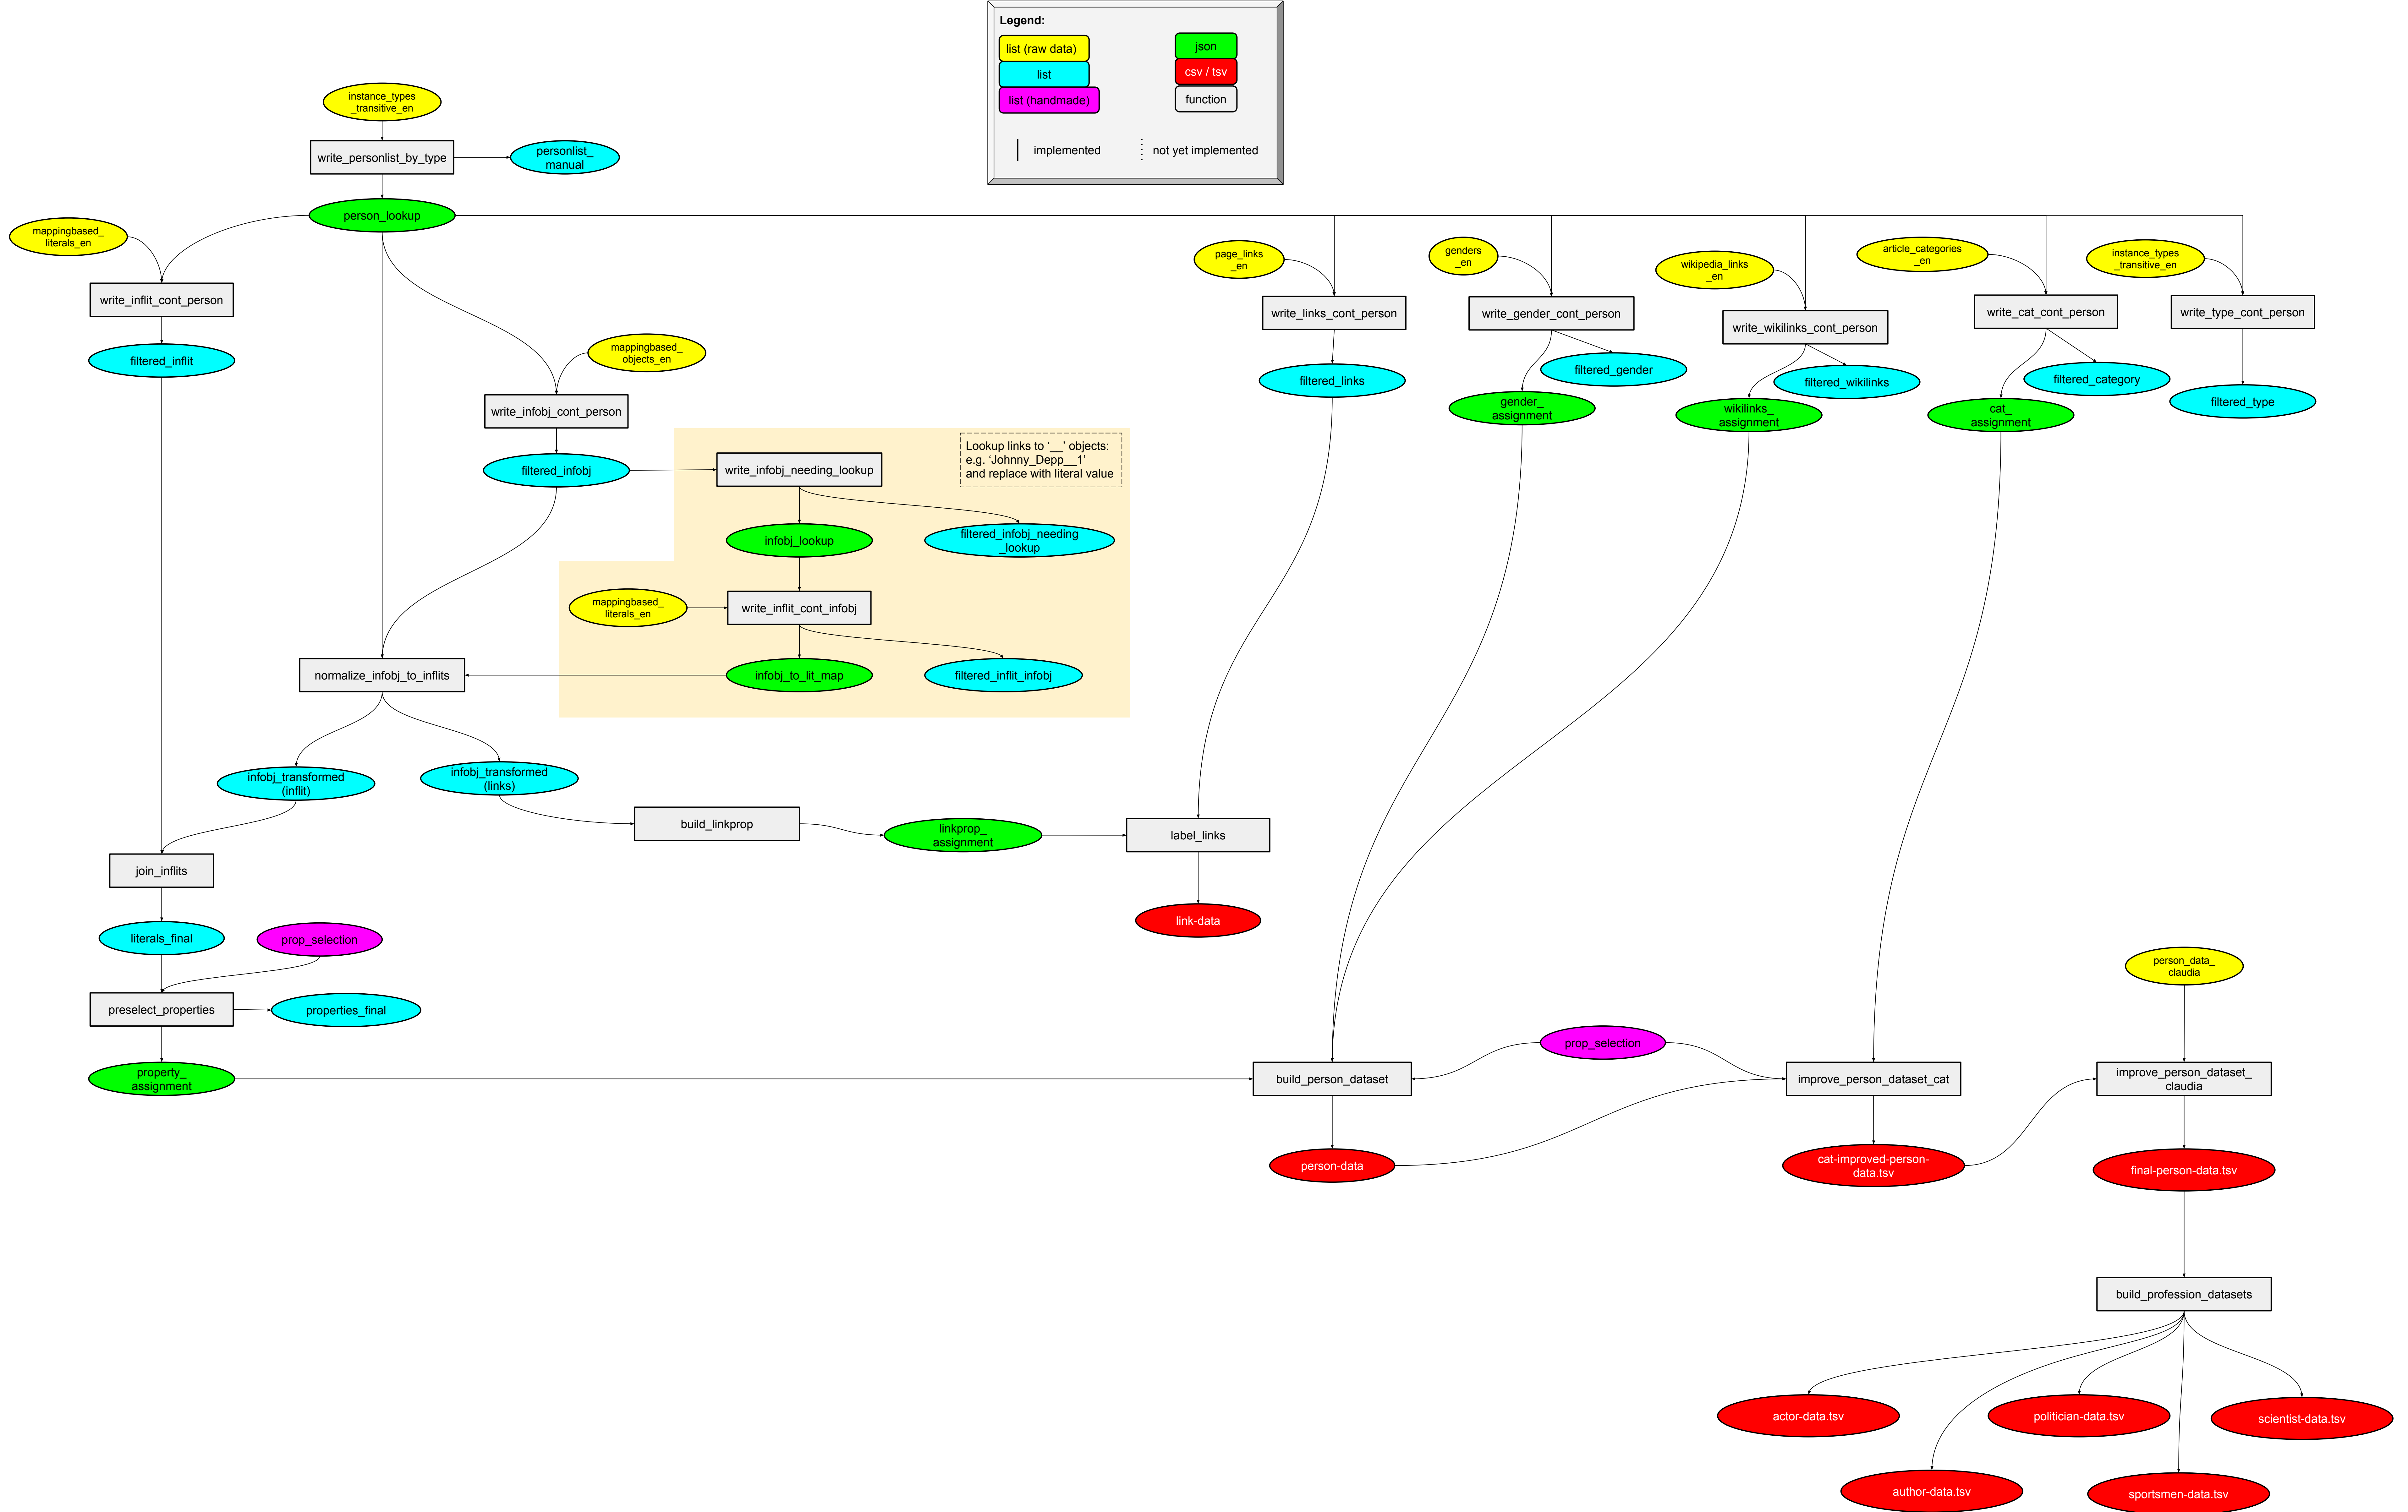 Legend:
list (raw data)
list
list (handmade)
json
csv / tsv
function
implemented
not yet implemented
instance_types
_transitive_en
write_personlist_by_type
personlist_
manual
person_lookup
mappingbased_
literals_en
write_inflit_cont_person
filtered_inflit
mappingbased_
objects_en
write_infobj_cont_person
filtered_infobj
page_links
_en
write_links_cont_person
filtered_links
genders
_en
write_gender_cont_person
filtered_gender
gender_
assignment
wikipedia_links
_en
write_wikilinks_cont_person
filtered_wikilinks
wikilinks_
assignment
article_categories
_en
write_cat_cont_person
filtered_category
cat_
assignment
instance_types
_transitive_en
write_type_cont_person
filtered_type
write_infobj_needing_lookup
Lookup links to ‘__’ objects:
e.g. ‘Johnny_Depp__1’
and replace with literal value
infobj_lookup
filtered_infobj_needing
_lookup
mappingbased_
literals_en
write_inflit_cont_infobj
infobj_to_lit_map
filtered_inflit_infobj
normalize_infobj_to_inflits
infobj_transformed
(inflit)
infobj_transformed
(links)
build_linkprop
linkprop_
assignment
label_links
link-data
join_inflits
literals_final
prop_selection
preselect_properties
properties_final
property_
assignment
build_person_dataset
prop_selection
improve_person_dataset_cat
person_data_
claudia
improve_person_dataset_
claudia
person-data
cat-improved-person-
data.tsv
final-person-data.tsv
build_profession_datasets
actor-data.tsv
politician-data.tsv
scientist-data.tsv
author-data.tsv
sportsmen-data.tsv